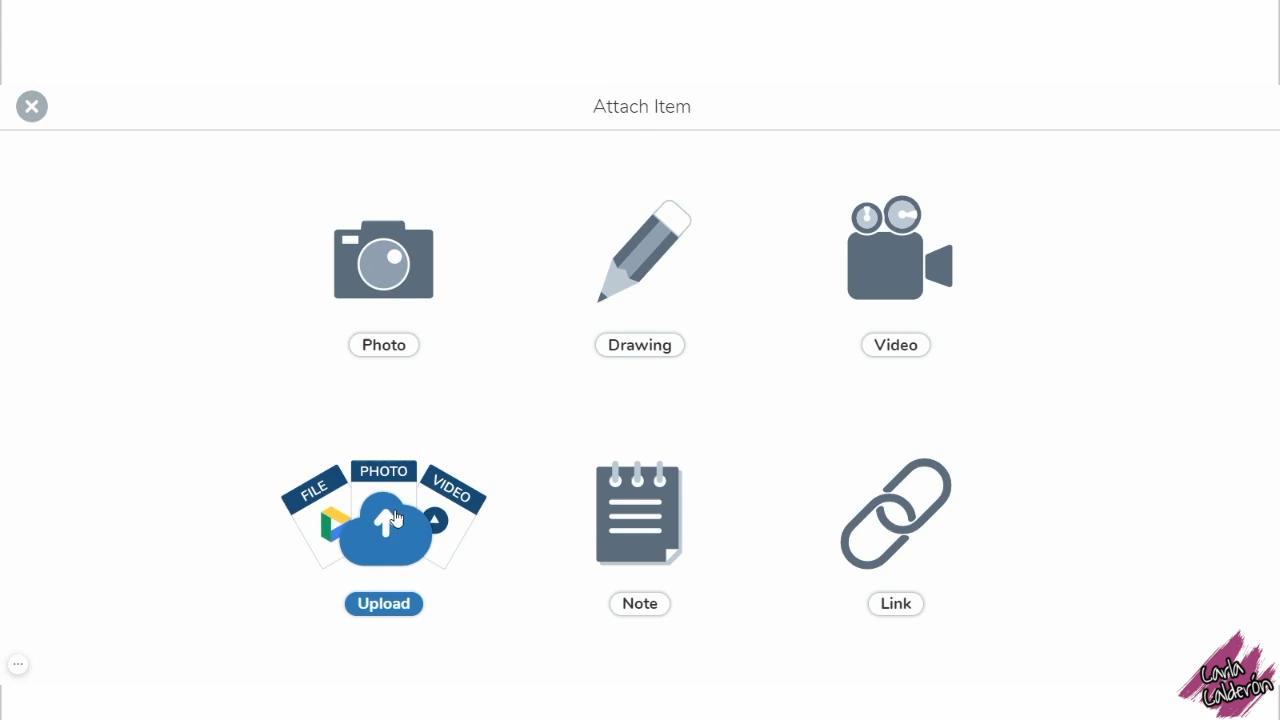 Attach Item
Photo
Drawing
Video
FILE
PHOTO
VIDEO
Upload
Note
Link
Carla
Calderón